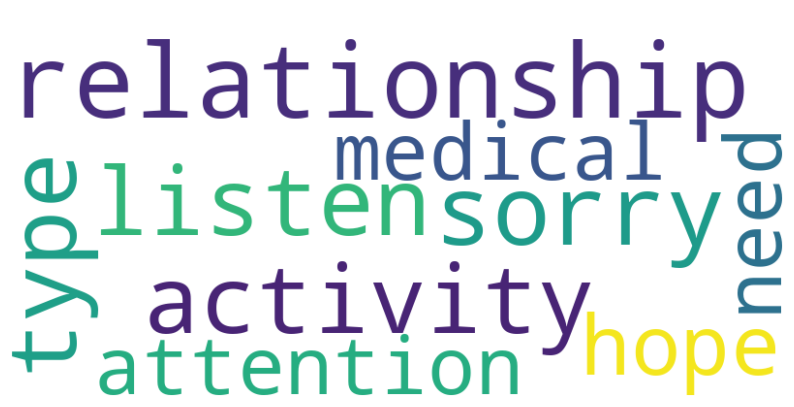 relationship
medical
need
type
listen
sorry
activity
hope
attention